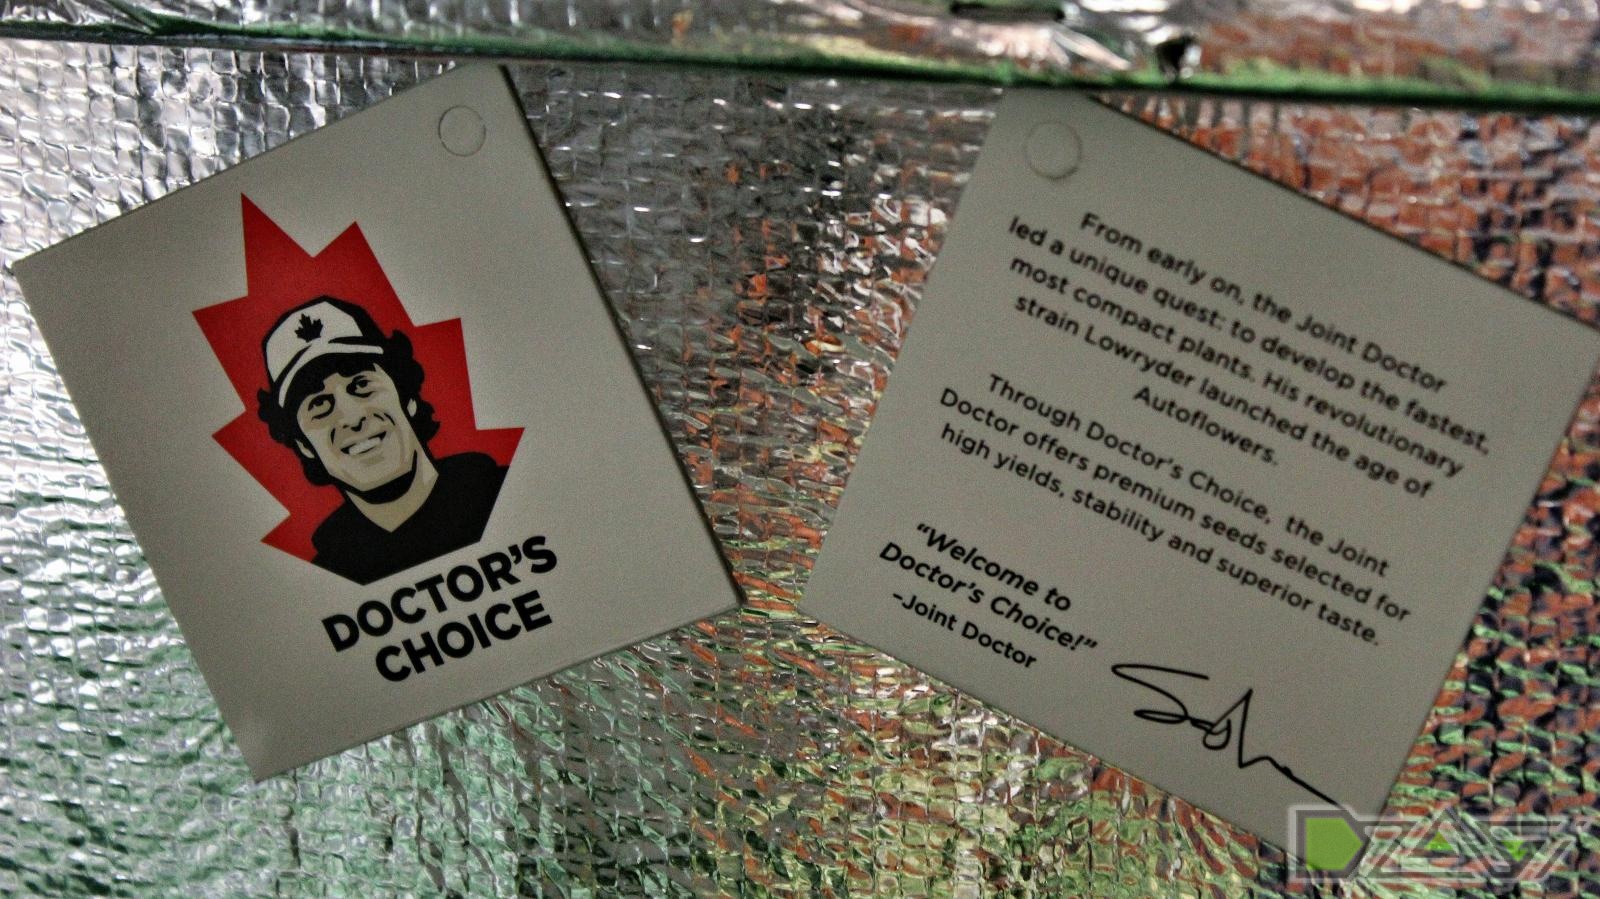 DOCTOR'S
CHOICE
From early on, the Joint Doctor
led a unique quest: to develop the fastest,
most compact plants. His revolutionary
strain Lowryder launched the age of
Autoflowers.
Through Doctor's Choice, the Joint
Doctor offers premium seeds selected for
high yields, stability and superior taste.
“Welcome to
Doctor's Choice!”
-Joint Doctor